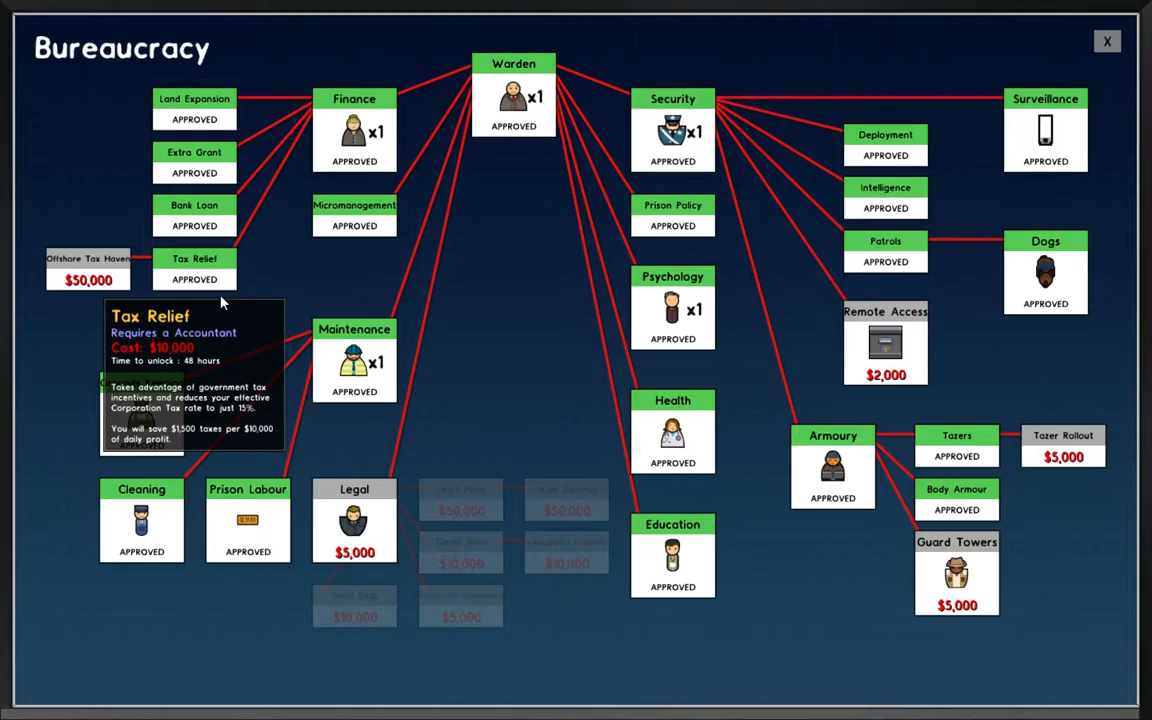 Bureaucracy
X
Warden
x1
APPROVED
Land Expansion
APPROVED
Finance
x1
APPROVED
Security
x1
APPROVED
Surveillance
APPROVED
Deployment
APPROVED
Extra Grant
APPROVED
Intelligence
APPROVED
Bank Loan
APPROVED
Micromanagement
APPROVED
Prison Policy
APPROVED
Patrols
APPROVED
Dogs
APPROVED
Offshore Tax Haven
$50,000
Tax Relief
APPROVED
Psychology
x1
APPROVED
Remote Access
$2,000
Tax Relief
Requires a Accountant
Cost: $10,000
Time to unlock : 48 hours
Takes advantage of government tax
incentives and reduces your effective
Corporation Tax rate to just 15%.
You will save $1,500 taxes per $10,000
of daily profit.
Maintenance
x1
APPROVED
Health
APPROVED
Armoury
APPROVED
Tazers
APPROVED
Tazer Rollout
$5,000
Body Armour
APPROVED
Guard Towers
$5,000
Cleaning
APPROVED
Prison Labour
APPROVED
Legal
$5,000
$50,000
$50,000
$10,000
$10,000
$10,000
$5,000
Education
APPROVED